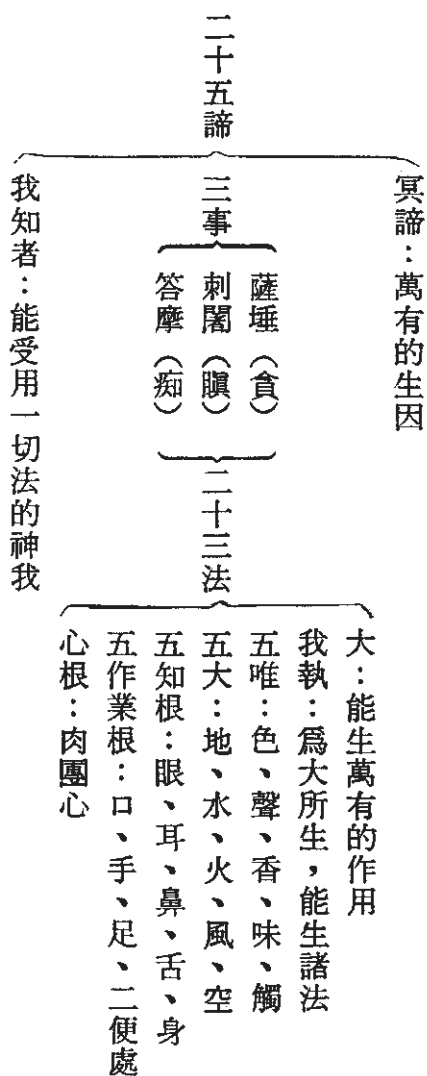 二十五諦
冥諦：萬有的生因
三事
薩埵（貪）
刺闍（瞋）
答摩（痴）
二十三法
大：能生萬有的作用
我執：爲大所生，能生諸法
五唯：色、聲、香、味、觸
五大：地、水、火、風、空
五知根：眼、耳、鼻、舌、身
五作業根：口、手、足、二便處
心根：肉團心
我知者：能受用一切法的神我